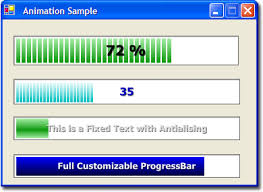 Animation Sample
72 %
35
This is a Fixed Text with Antialising
Full Customizable ProgressBar